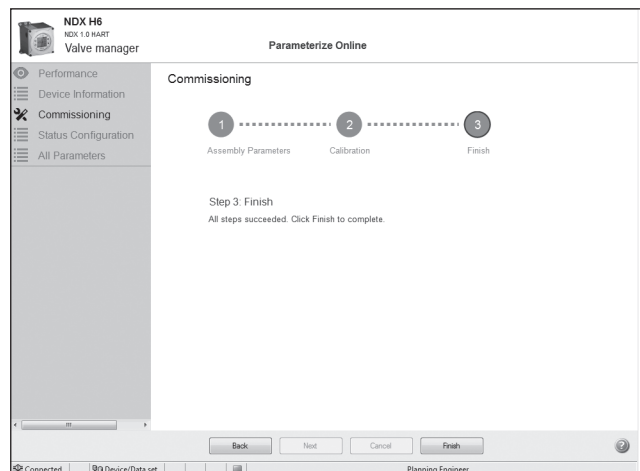 NDX H6
NDX 1.0 HART
Valve manager
Parameterize Online
Performance
Device Information
Commissioning
Status Configuration
All Parameters
Commissioning
1
2
3
Assembly Parameters
Calibration
Finish
Step 3: Finish
All steps succeeded. Click Finish to complete.
Back
Next
Cancel
Finish
?
Connected
Device/Data set
Planning Engineer